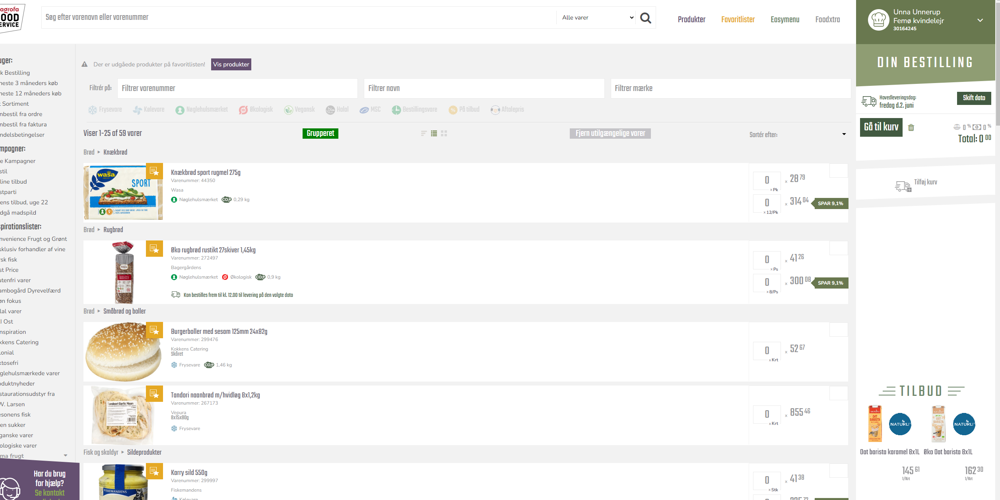 agrofa
OOD
ERVICE
Søg efter varenavn eller varenummer
Alle varer
Produkter
Favoritlister
Easymenu
Foodxtra
Unna Unnerup
Femø kvindelejr
30164245
DIN BESTILLING
Hovedleveringsdag:
fredag d.2. juni
Skift dato
Gå til kurv
0 % 0 %
Total: 0 00
Tilføj kurv
TILBUD
NATURLI'
NATURLI'
OAT
BARISTA
OAT
BARISTA
Oat barista karamel 8x1L
Øko Oat barista 8x1L
145 61
1/Krt
162 30
1/Krt
uger:
k Bestilling
neste 3 måneders køb
neste 12 måneders køb
t Sortiment
nbestil fra ordre
nbestil fra faktura
ndelsbetingelser
mpagner:
e Kampagner
stil
line tilbud
stparti
ens tilbud, uge 22
dgå madspild
spirationslister:
nvenience Frugt og Grønt
sklusiv forhandler af vine
rsk fisk
st Price
utenfri varer
ambogård Dyrevelfærd
øn fokus
lal varer
I Ost
nspiration
kkens Catering
lonial
ktosefri
glehulsmærkede varer
oduktnyheder
staurationsudstyr fra
W. Larsen
esonens fisk
en sukker
ganske varer
ologiske varer
ma frugt
Har du brug
for hjælp?
Se kontakt
Der er udgåede produkter på favoritlisten!
Vis produkter
Filtrér på:
Filtrer varenummer
Filtrer navn
Filtrer mærke
Frysevare
Kølevare
Nøglehulsmærket
Økologisk
Vegansk
Halal
MSC
Bestillingsvare
På tilbud
Aftalepris
Viser 1-25 af 59 varer
Grupperet
Fjern utilgængelige varer
Sortér efter:
Brød ▸ Knækbrød
wasa
SPORT
Knækbrød sport rugmel 275g
Varenummer: 44350
Wasa
Nøglehulsmærket CO₂e 0,29 kg
0 x Pk x 28 79
0 x 12/Pk x 314 04
SPAR 9,1%
Brød ▸ Rugbrød
Øko rugbrød rustikt 27skiver 1,45kg
Varenummer: 272497
Bagergårdens
Nøglehulsmærket Økologisk CO₂e 0,9 kg
Kan bestilles frem til kl. 12.00 til levering på den valgte dato
0 x Ps x 41 26
0 x 8/Ps x 300 08
SPAR 9,1%
Brød ▸ Småbrød og boller
Burgerboller med sesam 125mm 24x82g
Varenummer: 299476
Kokkens Catering
Skåret
Frysevare CO₂e 1,46 kg
0 x Krt x 52 67
Tandoori Garlic Naan
Tandori naanbrød m/hvidløg 8x1,2kg
Varenummer: 267173
Vepura
8x15x80g
Frysevare
0 x Krt x 855 46
Fisk og skaldyr ▸ Sildeprodukter
FISKEMANDENS
Karry sild 550g
Varenummer: 299997
Fiskemandens
Kølevare
0 x Stk x 41 38